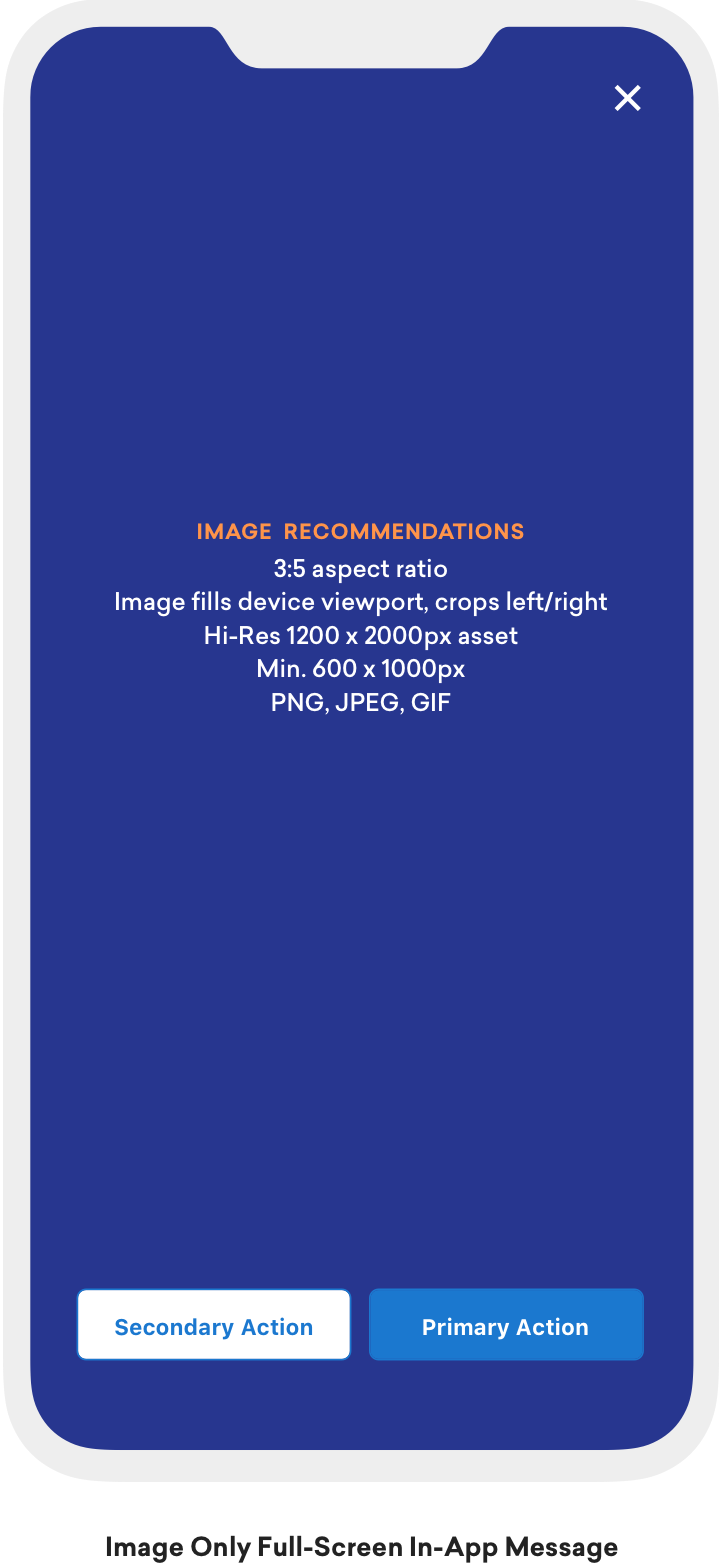 IMAGE RECOMMENDATIONS
3:5 aspect ratio
Image fills device viewport, crops left/right
Hi-Res 1200 x 2000px asset
Min. 600 x 1000px
PNG, JPEG, GIF
Secondary Action
Primary Action
Image Only Full-Screen In-App Message